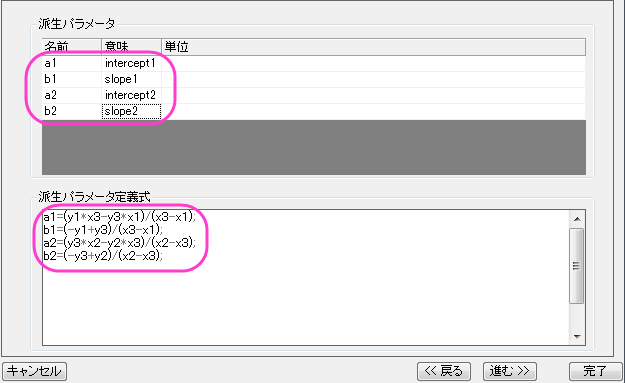 派生パラメータ
名前 意味 単位
a1 intercept1
b1 slope1
a2 intercept2
b2 slope2
派生パラメータ定義式
a1=(y1*x3-y3*x1)/(x3-x1);
b1=(-y1+y3)/(x3-x1);
a2=(y3*x2-y2*x3)/(x2-x3);
b2=(-y3+y2)/(x2-x3);
キャンセル << 戻る 進む >> 完了